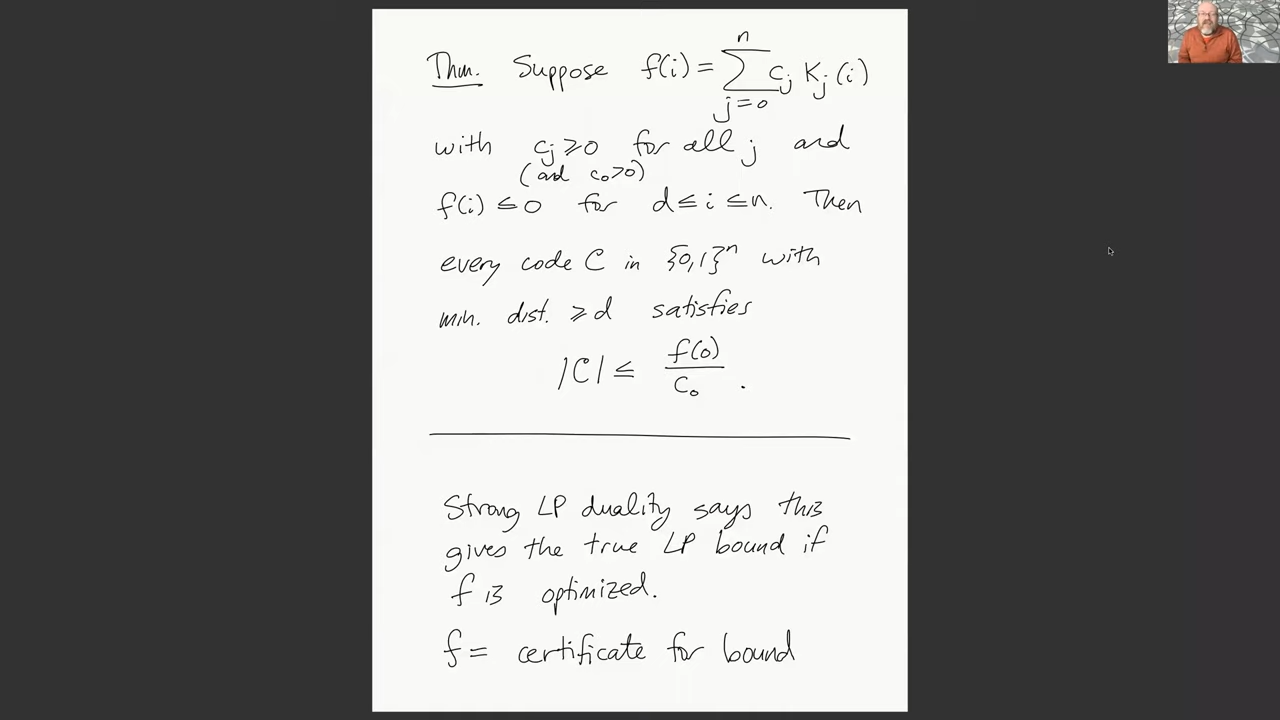 Thm. Suppose f(i) = ∑_{j=0}^{n} c_j K_j(i)
with c_j ⩾ 0 for all j and
(and c₀>0)
f(i) ≤ 0 for d ≤ i ≤ n. Then
every code C in {0,1}ⁿ with
min. dist. ⩾ d satisfies
|C| ≤ f(0)/c₀ .
Strong LP duality says this
gives the true LP bound if
f is optimized.
f = certificate for bound